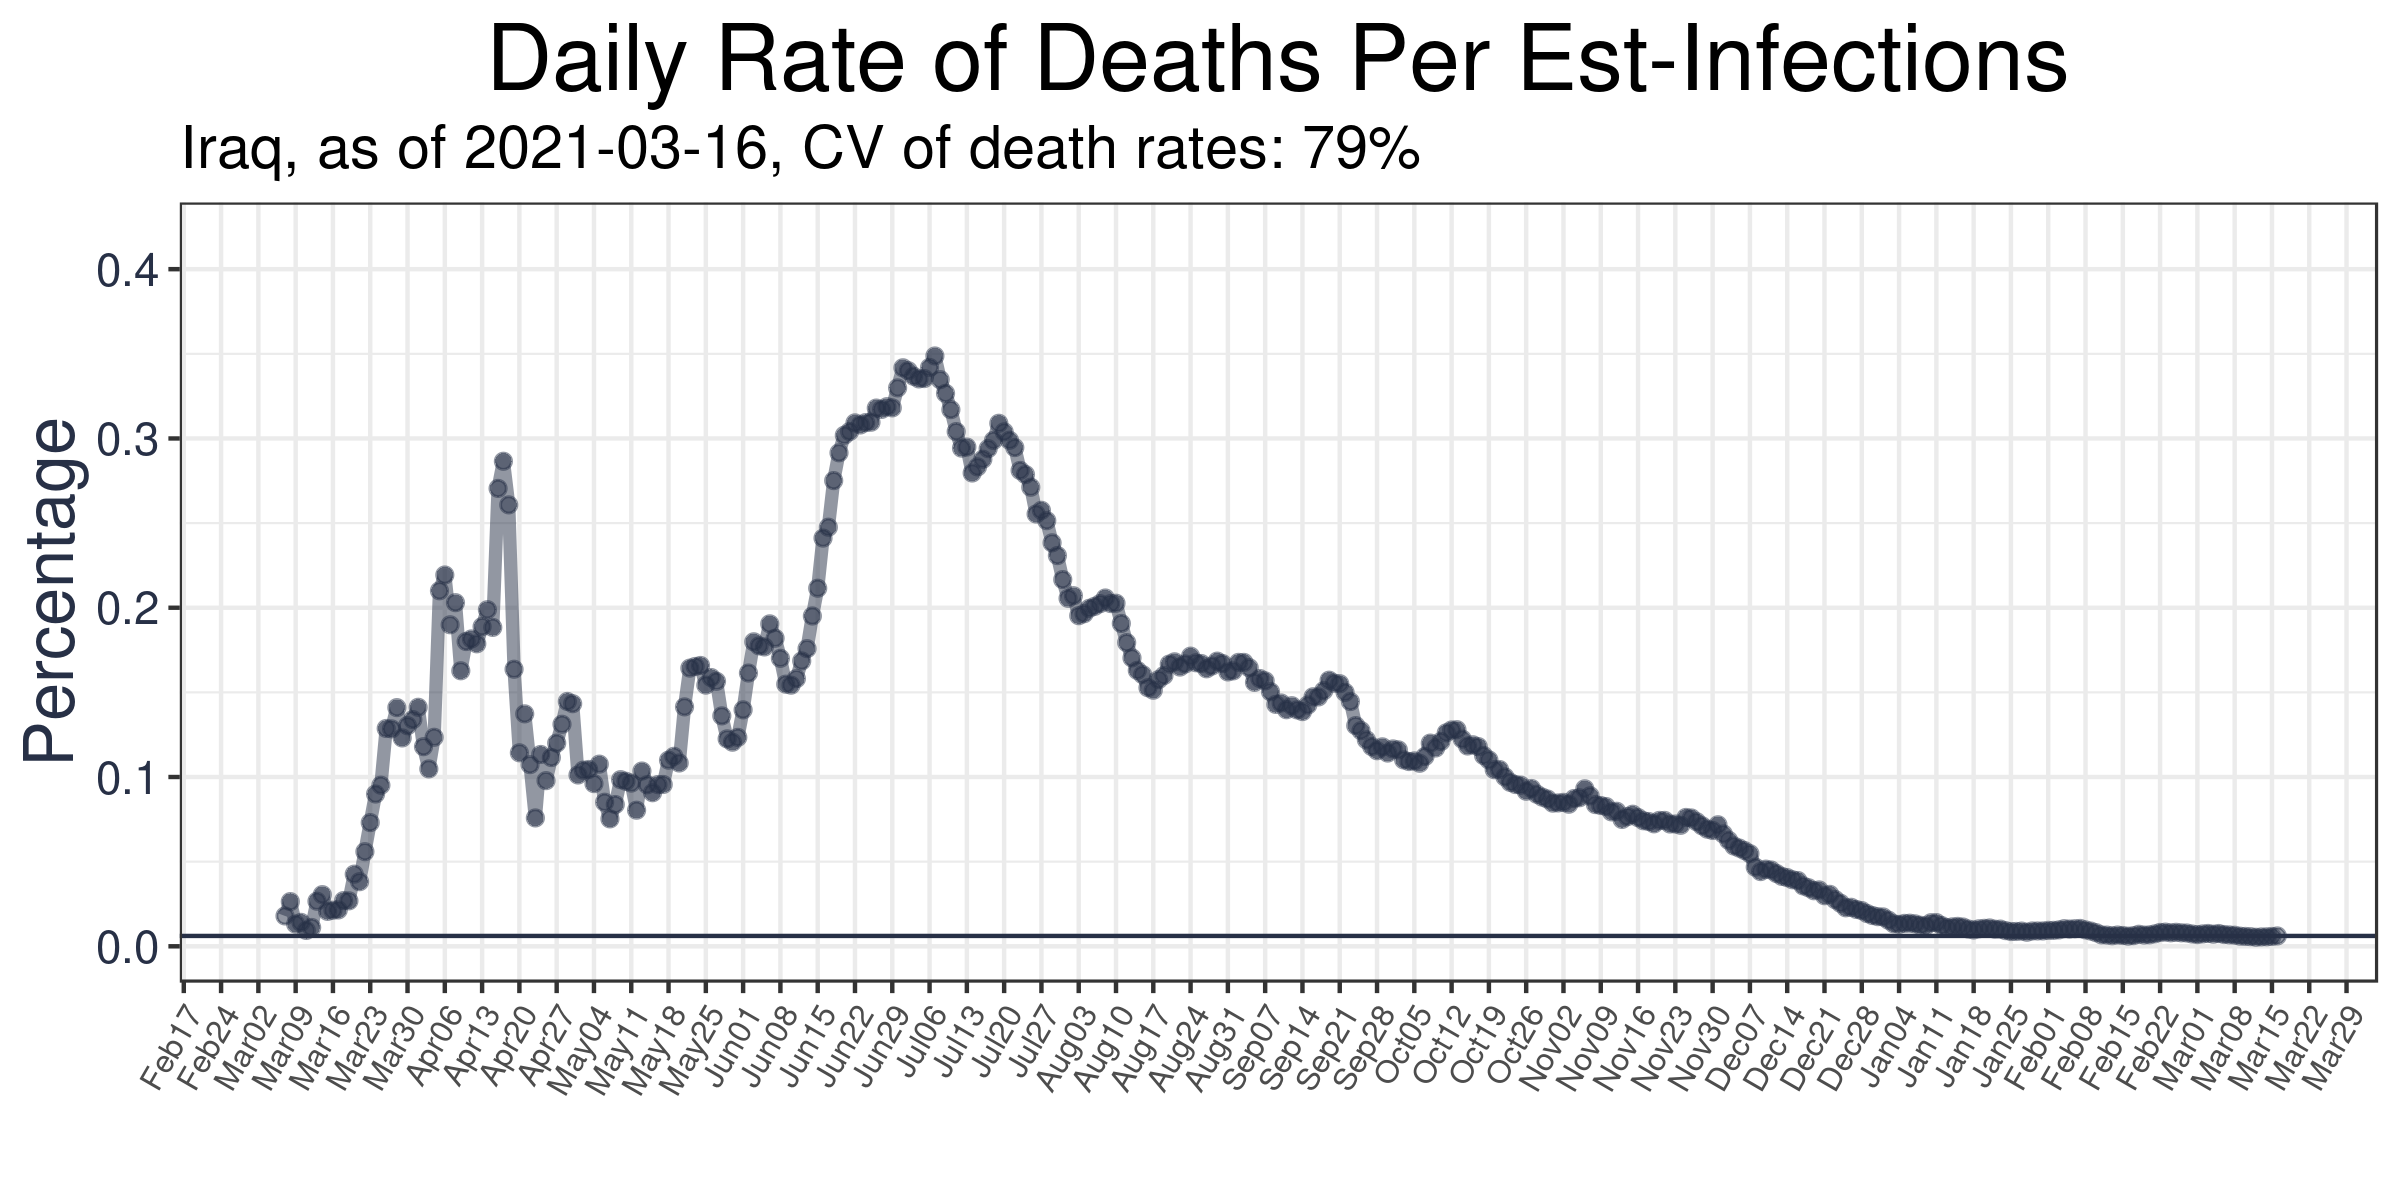 Daily Rate of Deaths Per Est-Infections
Iraq, as of 2021-03-16, CV of death rates: 79%
Percentage
0.4
0.3
0.2
0.1
0.0
Feb17 Feb24 Mar02 Mar09 Mar16 Mar23 Mar30 Apr06 Apr13 Apr20 Apr27 May04 May11 May18 May25 Jun01 Jun08 Jun15 Jun22 Jun29 Jul06 Jul13 Jul20 Jul27 Aug03 Aug10 Aug17 Aug24 Aug31 Sep07 Sep14 Sep21 Sep28 Oct05 Oct12 Oct19 Oct26 Nov02 Nov09 Nov16 Nov23 Nov30 Dec07 Dec14 Dec21 Dec28 Jan04 Jan11 Jan18 Jan25 Feb01 Feb08 Feb15 Feb22 Mar01 Mar08 Mar15 Mar22 Mar29